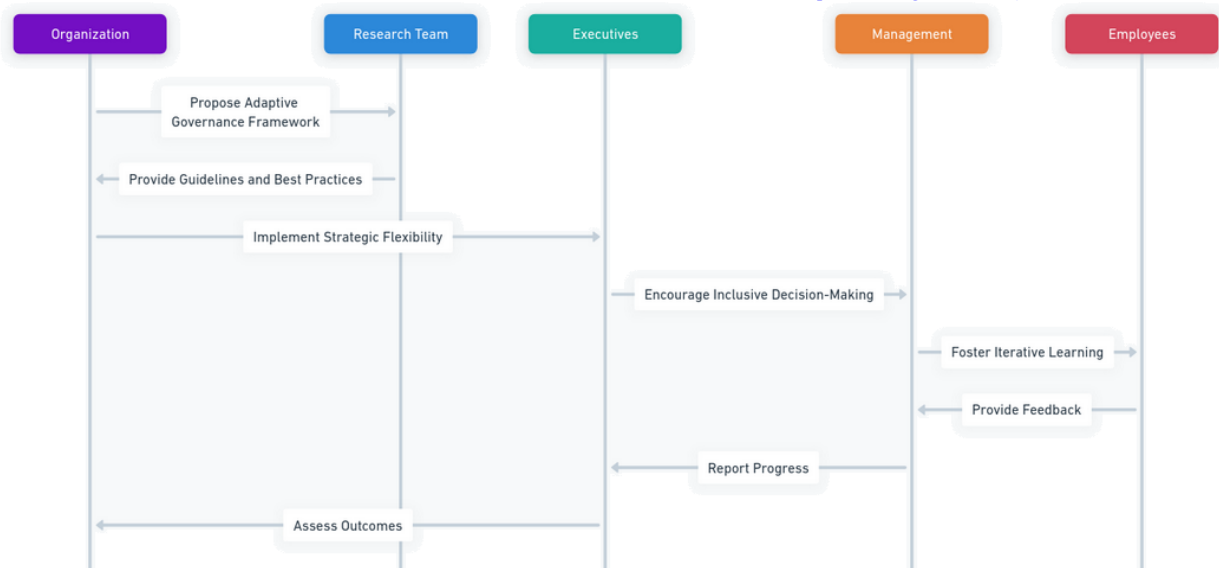 Organization
Research Team
Executives
Management
Employees
Propose Adaptive
Governance Framework
Provide Guidelines and Best Practices
Implement Strategic Flexibility
Encourage Inclusive Decision-Making
Foster Iterative Learning
Provide Feedback
Report Progress
Assess Outcomes